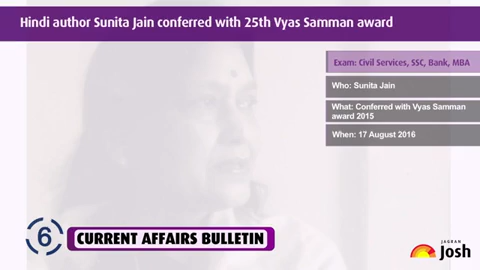 Hindi author Sunita Jain conferred with 25th Vyas Samman award
Exam: Civil Services, SSC, Bank, MBA
Who: Sunita Jain
What: Conferred with Vyas Samman
award 2015
When: 17 August 2016
6
CURRENT AFFAIRS BULLETIN
JAGRAN
Josh